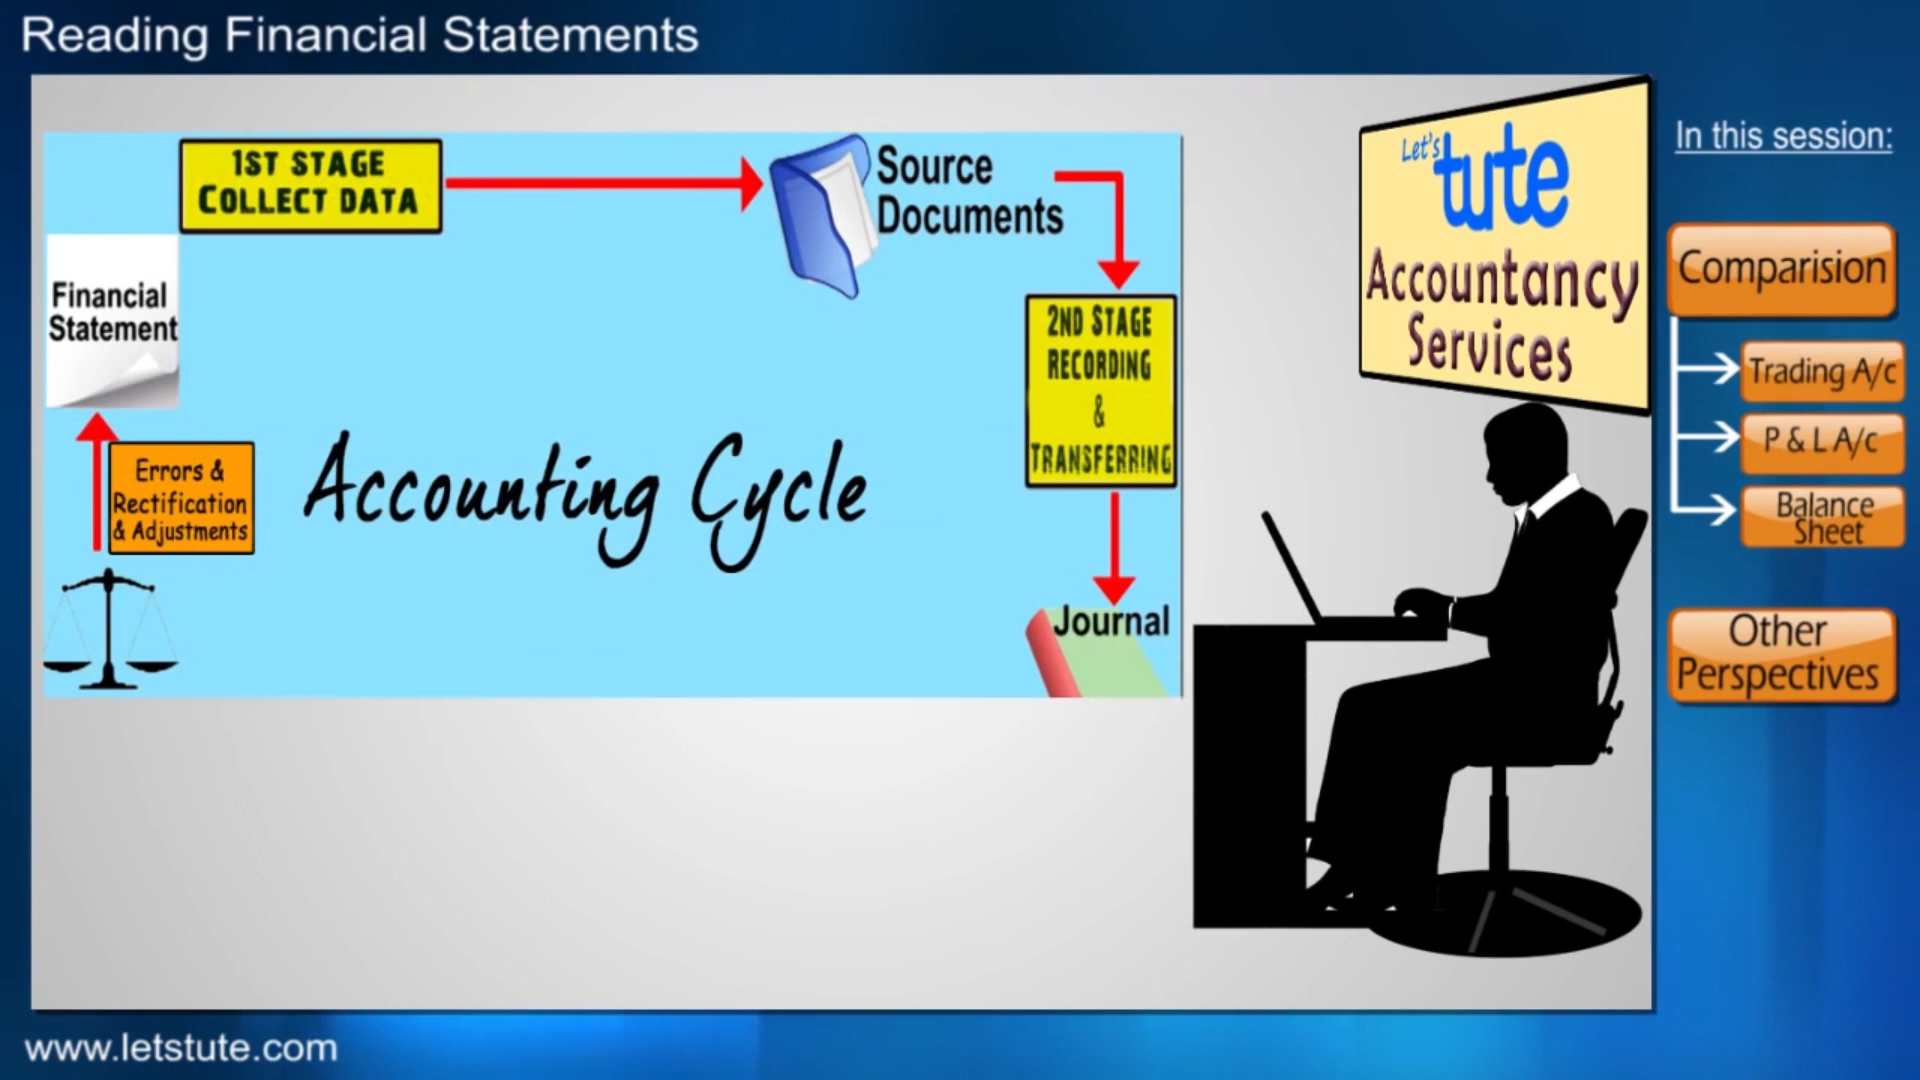 Reading Financial Statements
1ST STAGE
COLLECT DATA
Source
Documents
2ND STAGE
RECORDING
&
TRANSFERRING
Journal
Financial
Statement
Errors &
Rectification
& Adjustments
Accounting Cycle
Let's
tute
Accountancy
Services
In this session:
Comparision
Trading A/c
P & L A/c
Balance
Sheet
Other
Perspectives
www.letstute.com